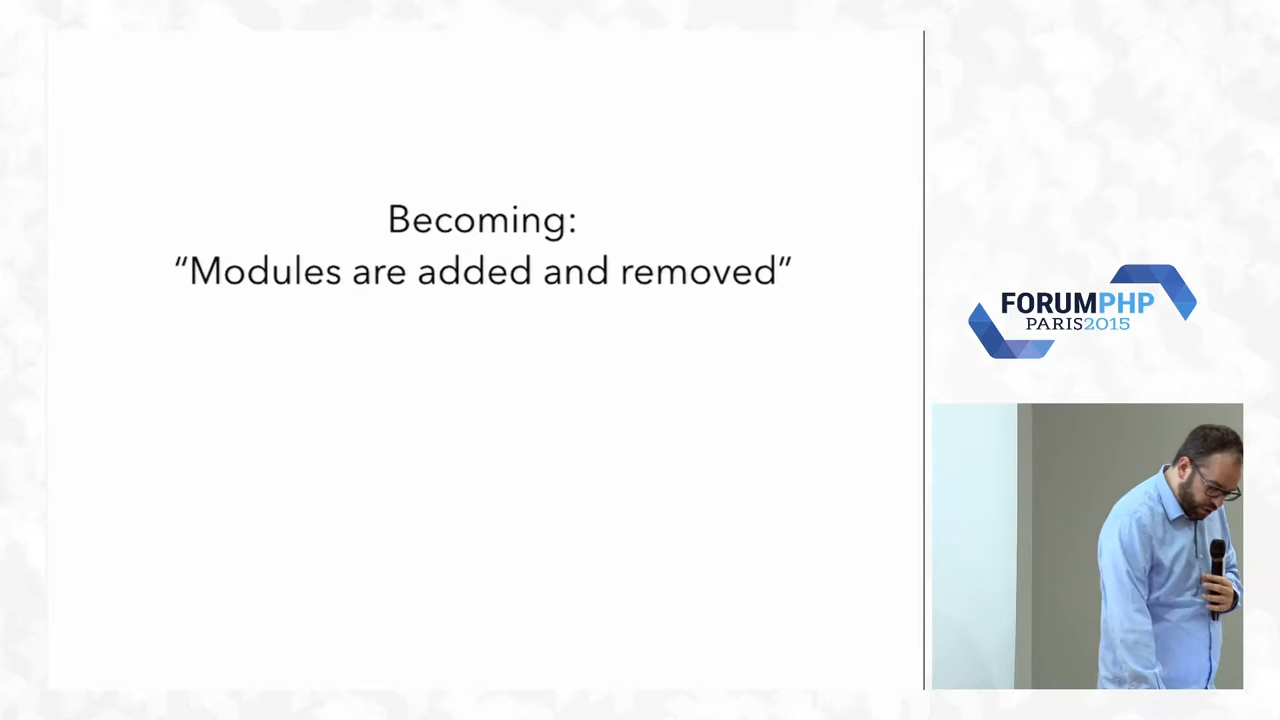 Becoming:
“Modules are added and removed”
FORUMPHP
PARIS2015